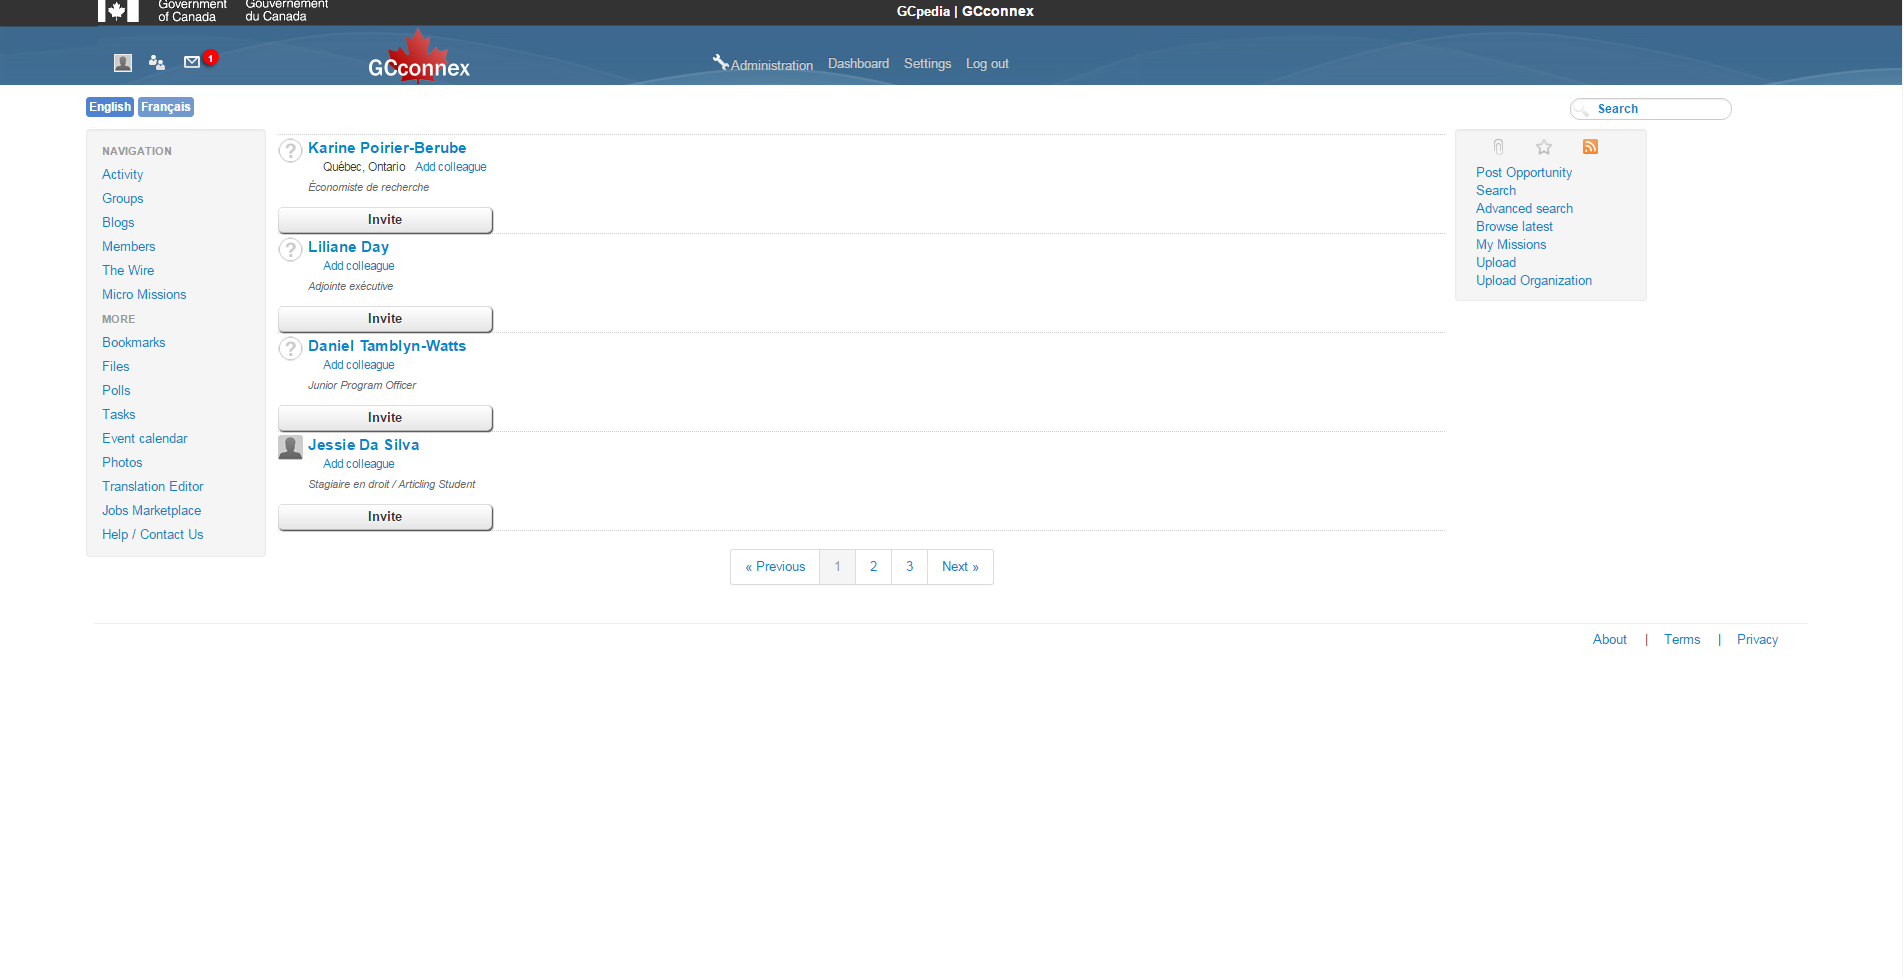 Government of Canada
Gouvernement du Canada
GCpedia | GCconnex
1
GCconnex
Administration Dashboard Settings Log out
English Français
Search
NAVIGATION
Activity
Groups
Blogs
Members
The Wire
Micro Missions
MORE
Bookmarks
Files
Polls
Tasks
Event calendar
Photos
Translation Editor
Jobs Marketplace
Help / Contact Us
Karine Poirier-Berube
Québec, Ontario Add colleague
Économiste de recherche
Invite
Liliane Day
Add colleague
Adjointe exécutive
Invite
Daniel Tamblyn-Watts
Add colleague
Junior Program Officer
Invite
Jessie Da Silva
Add colleague
Stagiaire en droit / Articling Student
Invite
« Previous 1 2 3 Next »
Post Opportunity
Search
Advanced search
Browse latest
My Missions
Upload
Upload Organization
About | Terms | Privacy